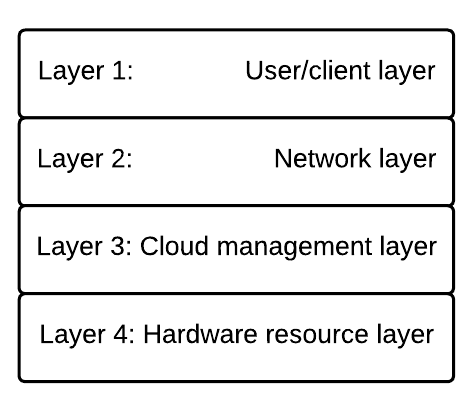 Layer 1: User/client layer
Layer 2: Network layer
Layer 3: Cloud management layer
Layer 4: Hardware resource layer